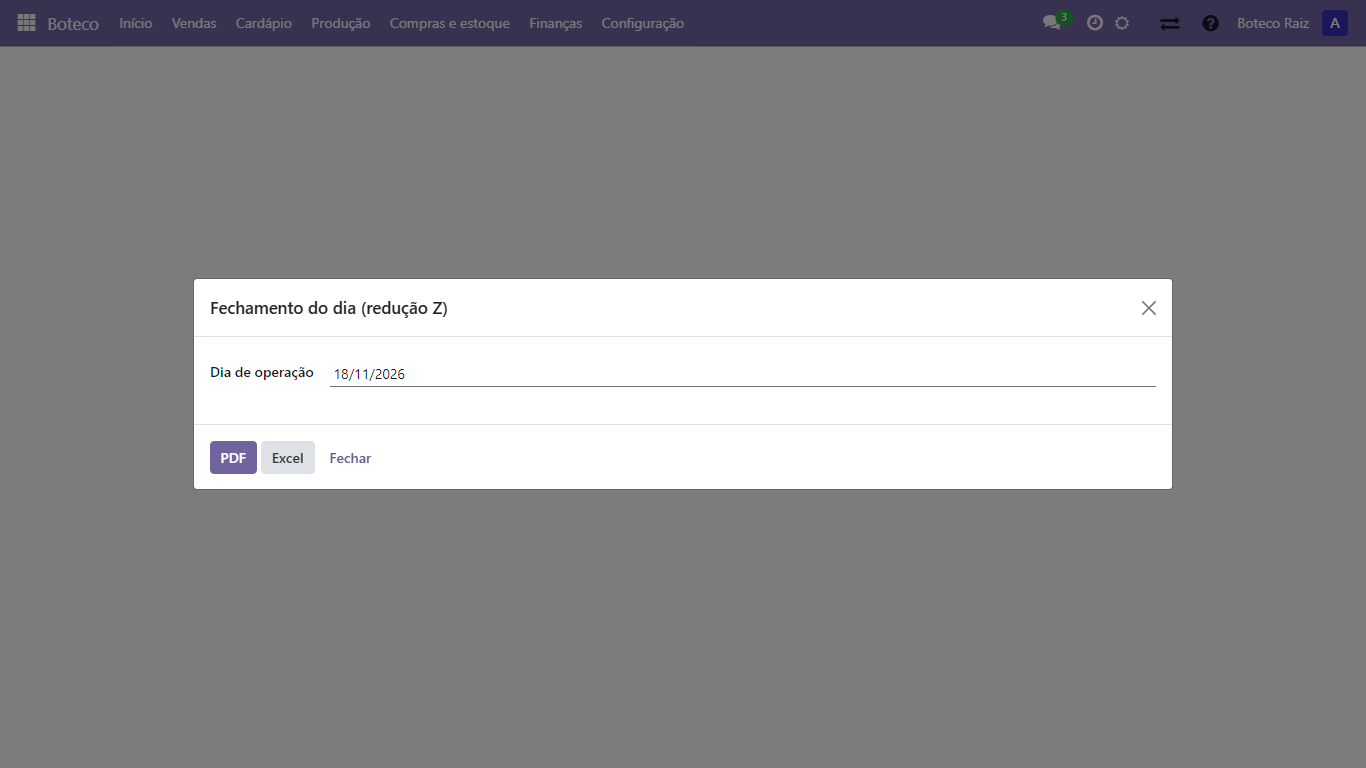 Boteco Início Vendas Cardápio Produção Compras e estoque Finanças Configuração 3 Boteco Raiz A
Fechamento do dia (redução Z)
Dia de operação 18/11/2026
PDF Excel Fechar